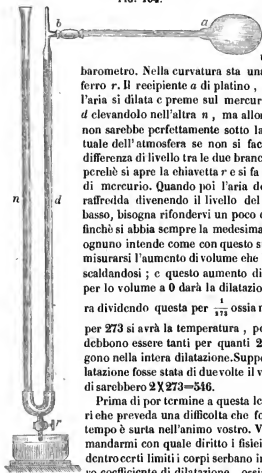 b
a
barometro. Nella curvatura sta una
ferro r. Il recipiente a di platino ,
l'aria si dilata e preme sul mercur
d elevandolo nell'altra n , ma allor
non sarebbe perfettamente sotto la
tuale dell'atmosfera se non si fac
differenza di livello tra le due branc
perchè si apre la chiavetta r e si fa
di mercurio. Quando poi l'aria de
raffredda divenendo il livello del
basso, bisogna rifondervi un poco d
finchè si abbia sempre la medesima
n
d
ognuno intende come con questo s
misurarsi l'aumento di volume che
scaldandosi ; e questo aumento di
per lo volume a 0 darà la dilatazio
ra dividendo questa per 1/273 ossia m
per 273 si avrà la temperatura , po
debbono essere tanti per quanti 2
gono nella intera dilatazione. Supp
latazione fosse stata di due volte il v
di sarebbero 2X273=546.
r
Prima di por termine a questa le
ri che preveda una difficolta che fo
tempo è surta nell'animo vostro. V
mandarmi con quale diritto i fisici
dentro certi limiti i corpi serbano in